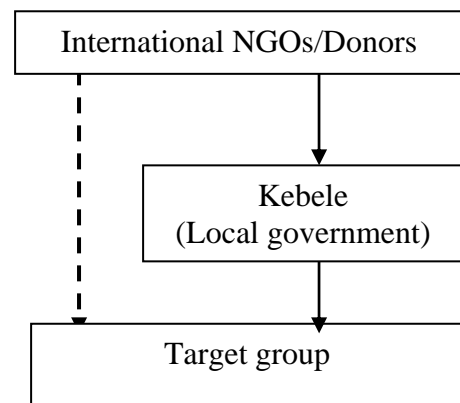 International NGOs/Donors
Kebele
(Local government)
Target group